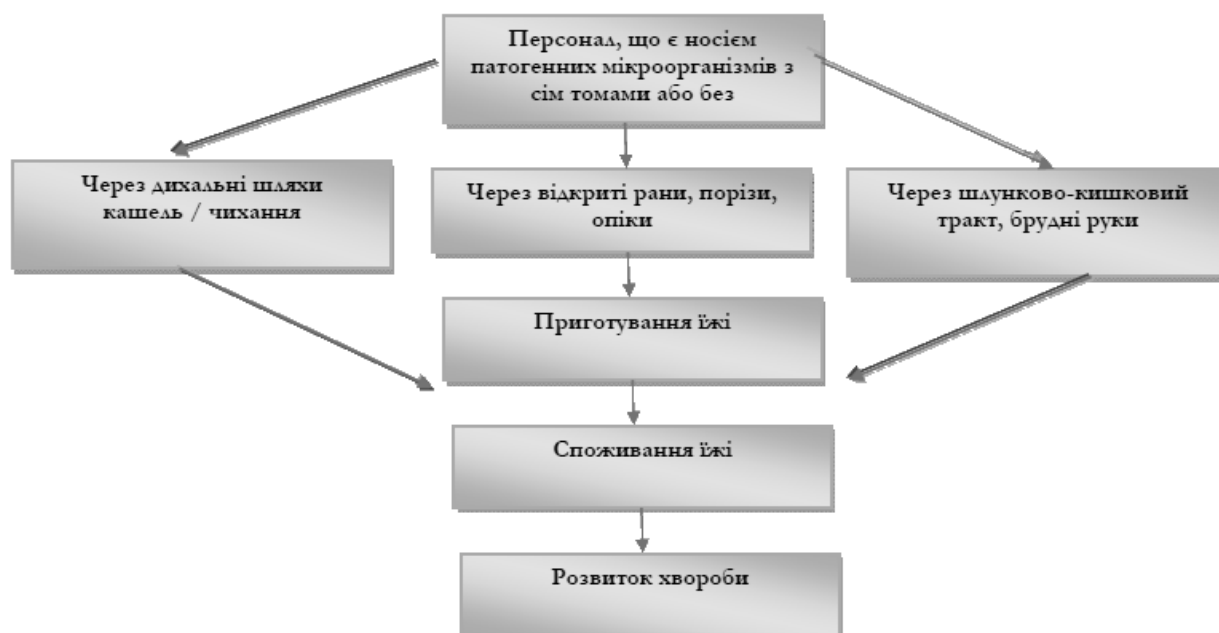 Персонал, що є носієм
патогенних мікроорганізмів з
сім томами або без
Через дихальні шляхи
кашель / чихання
Через відкриті рани, порізи,
опіки
Через шлунково-кишковий
тракт, брудні руки
Приготування їжі
Споживання їжі
Розвиток хвороби